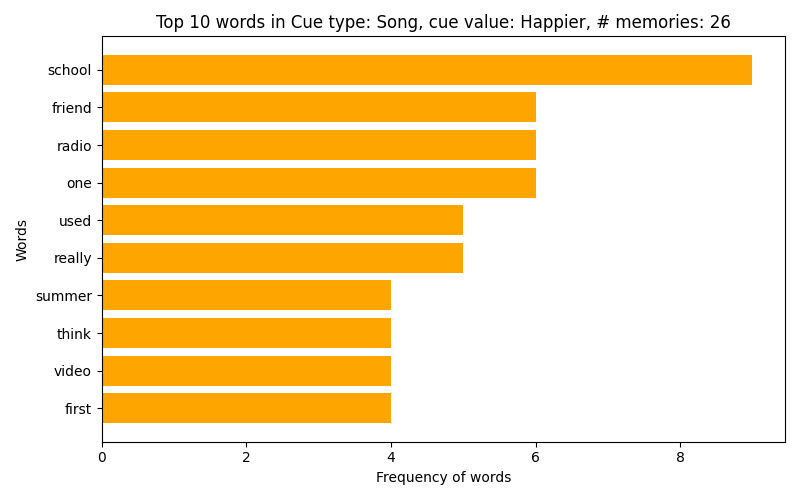 Top 10 words in Cue type: Song, cue value: Happier, # memories: 26
school
friend
radio
one
used
really
summer
think
video
first
Words
0 2 4 6 8
Frequency of words